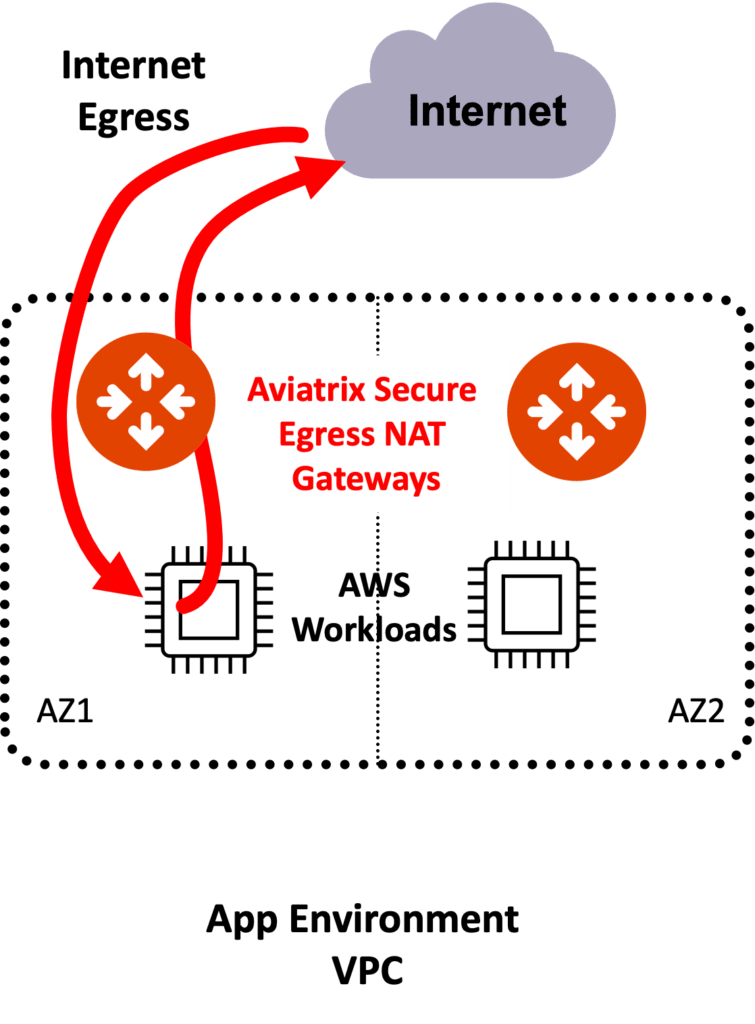 Internet
Egress
Internet
Aviatrix Secure
Egress NAT
Gateways
AWS
Workloads
AZ1
AZ2
App Environment
VPC